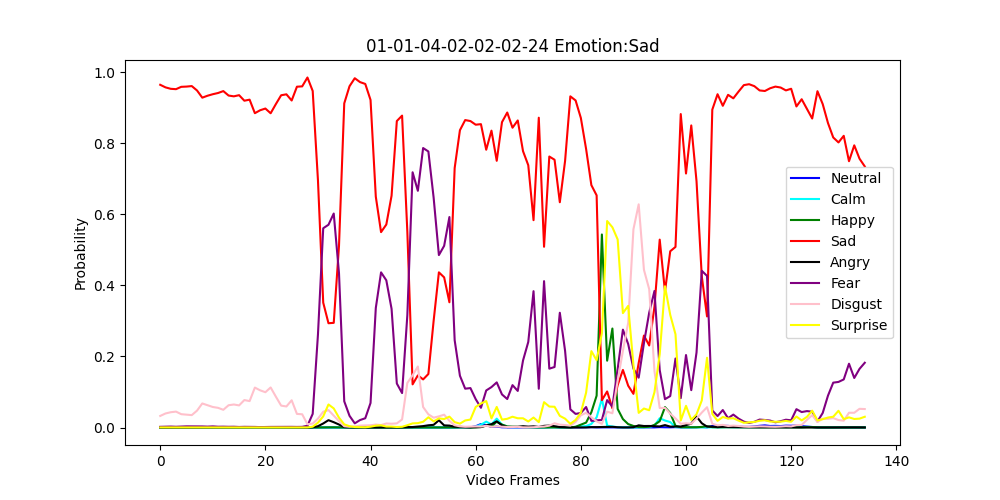 01-01-04-02-02-02-24 Emotion:Sad
Probability
1.0
0.8
0.6
0.4
0.2
0.0
Neutral
Calm
Happy
Sad
Angry
Fear
Disgust
Surprise
0 20 40 60 80 100 120 140
Video Frames